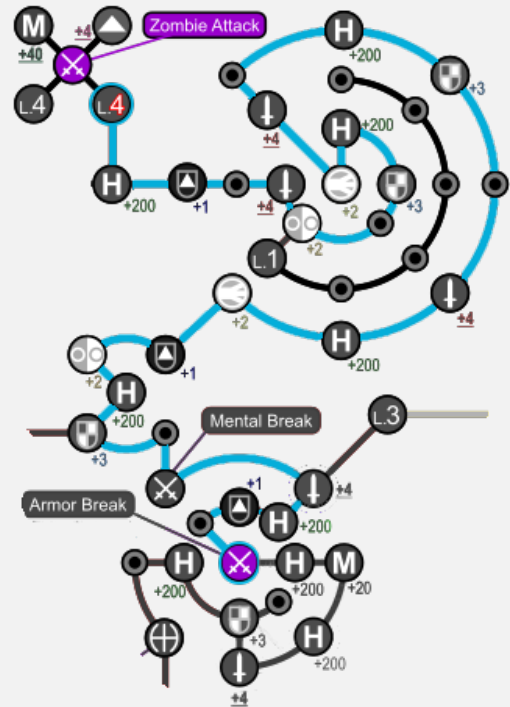 M
Zombie Attack
+4
+40
H
+200
+3
L.4
L.4
+4
H
+200
H
+200
+1
+4
+2
+3
+2
L.1
+2
+4
H
+200
+1
+2
H
+200
L.3
Mental Break
+3
+4
+1
H
+200
Armor Break
H
+200
H
+200
M
+20
+3
H
+200
+4